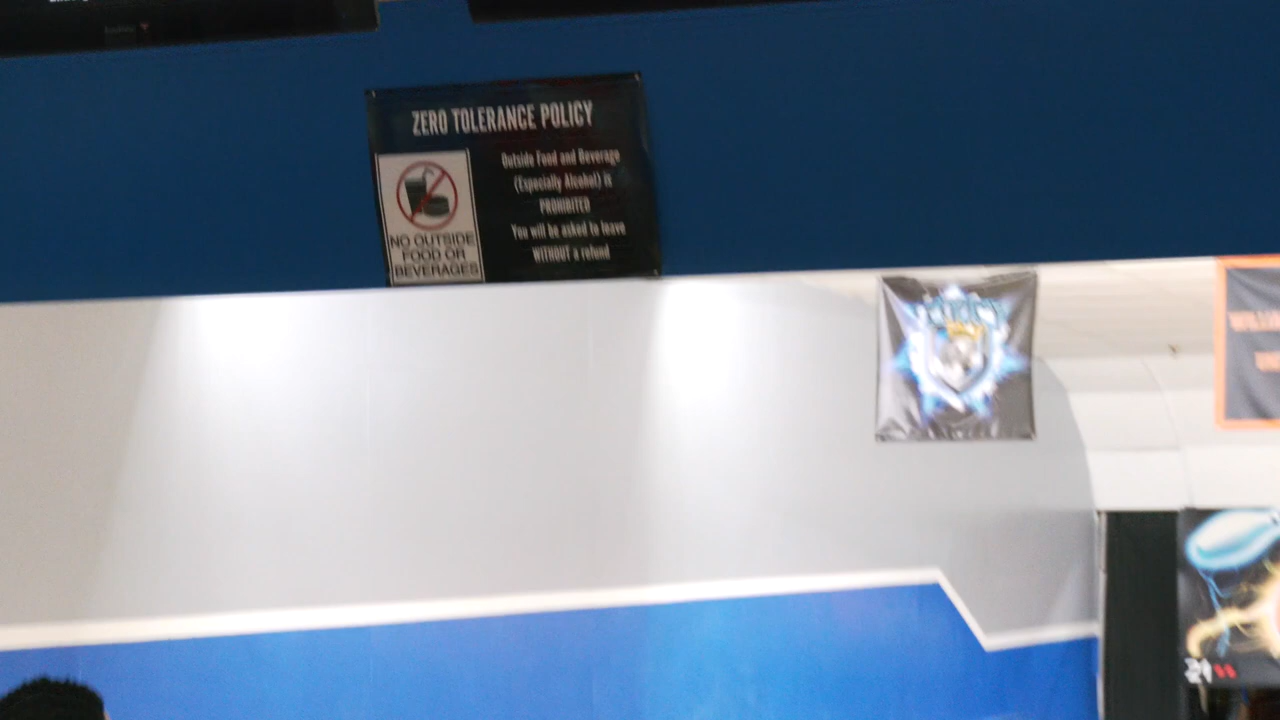 ZERO TOLERANCE POLICY
Outside Food and Beverage
(Especially Alcohol) is
PROHIBITED
You will be asked to leave
WITHOUT a refund
NO OUTSIDE
FOOD OR
BEVERAGES
21